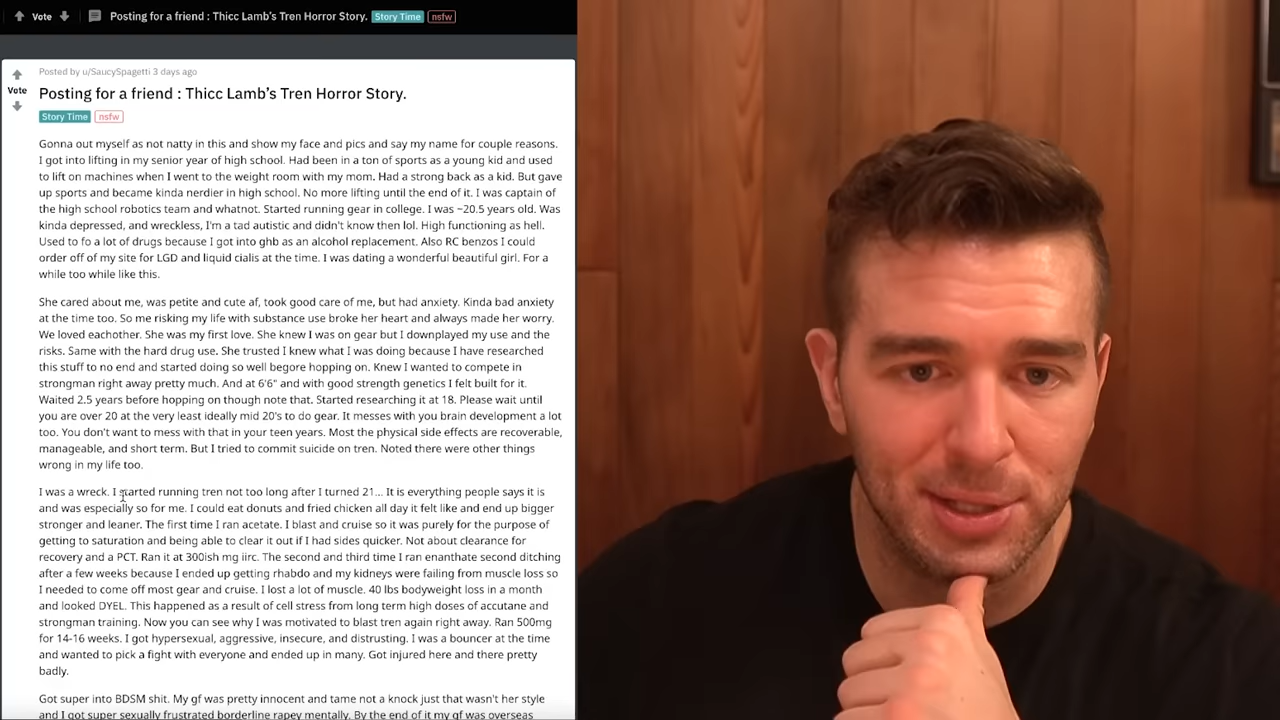 Vote Posting for a friend : Thicc Lamb's Tren Horror Story. Story Time nsfw
Posted by u/SaucySpagetti 3 days ago
Vote
Posting for a friend : Thicc Lamb's Tren Horror Story.
Story Time nsfw
Gonna out myself as not natty in this and show my face and pics and say my name for couple reasons.
I got into lifting in my senior year of high school. Had been in a ton of sports as a young kid and used
to lift on machines when I went to the weight room with my mom. Had a strong back as a kid. But gave
up sports and became kinda nerdier in high school. No more lifting until the end of it. I was captain of
the high school robotics team and whatnot. Started running gear in college. I was ~20.5 years old. Was
kinda depressed, and wreckless, I'm a tad autistic and didn't know then lol. High functioning as hell.
Used to fo a lot of drugs because I got into ghb as an alcohol replacement. Also RC benzos I could
order off of my site for LGD and liquid cialis at the time. I was dating a wonderful beautiful girl. For a
while too while like this.
She cared about me, was petite and cute af, took good care of me, but had anxiety. Kinda bad anxiety
at the time too. So me risking my life with substance use broke her heart and always made her worry.
We loved eachother. She was my first love. She knew I was on gear but I downplayed my use and the
risks. Same with the hard drug use. She trusted I knew what I was doing because I have researched
this stuff to no end and started doing so well begore hopping on. Knew I wanted to compete in
strongman right away pretty much. And at 6'6" and with good strength genetics I felt built for it.
Waited 2.5 years before hopping on though note that. Started researching it at 18. Please wait until
you are over 20 at the very least ideally mid 20's to do gear. It messes with you brain development a lot
too. You don't want to mess with that in your teen years. Most the physical side effects are recoverable,
manageable, and short term. But I tried to commit suicide on tren. Noted there were other things
wrong in my life too.
I was a wreck. I started running tren not too long after I turned 21... It is everything people says it is
and was especially so for me. I could eat donuts and fried chicken all day it felt like and end up bigger
stronger and leaner. The first time I ran acetate. I blast and cruise so it was purely for the purpose of
getting to saturation and being able to clear it out if I had sides quicker. Not about clearance for
recovery and a PCT. Ran it at 300ish mg iirc. The second and third time I ran enanthate second ditching
after a few weeks because I ended up getting rhabdo and my kidneys were failing from muscle loss so
I needed to come off most gear and cruise. I lost a lot of muscle. 40 lbs bodyweight loss in a month
and looked DYEL. This happened as a result of cell stress from long term high doses of accutane and
strongman training. Now you can see why I was motivated to blast tren again right away. Ran 500mg
for 14-16 weeks. I got hypersexual, aggressive, insecure, and distrusting. I was a bouncer at the time
and wanted to pick a fight with everyone and ended up in many. Got injured here and there pretty
badly.
Got super into BDSM shit. My gf was pretty innocent and tame not a knock just that wasn't her style
and I got super sexually frustrated borderline rapey mentally. By the end of it my gf was overseas